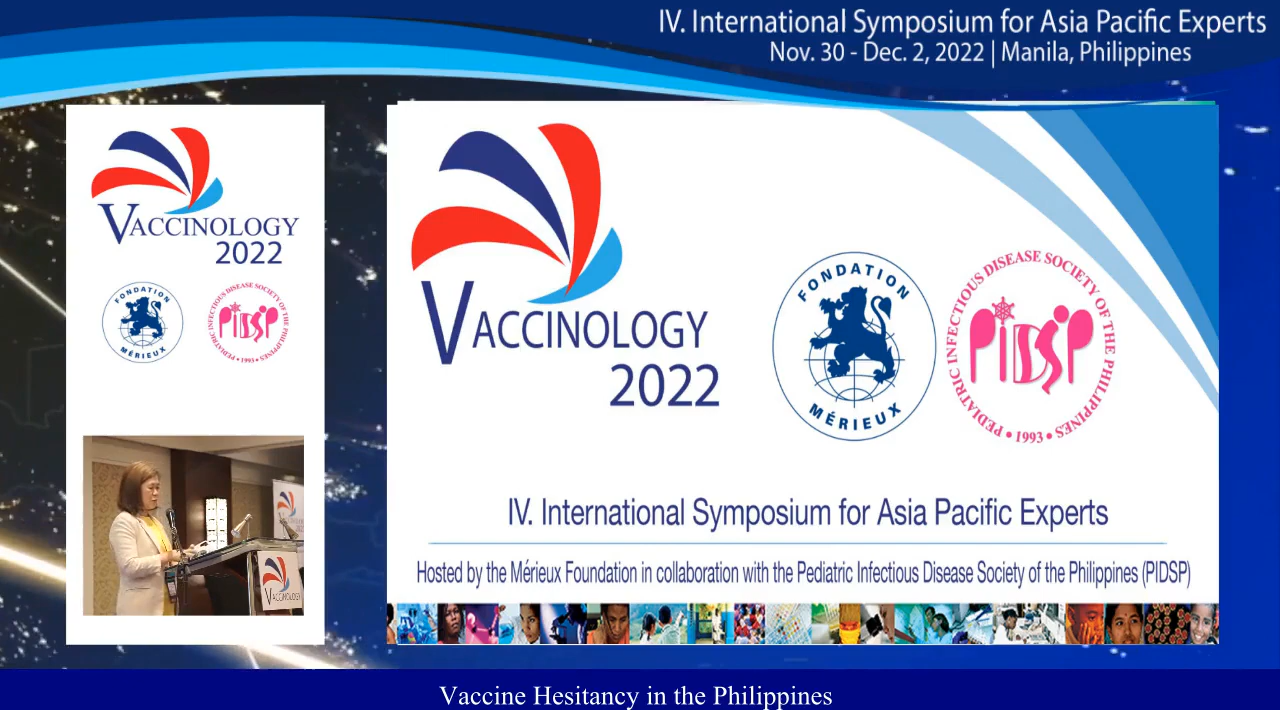 IV. International Symposium for Asia Pacific Experts
Nov. 30 - Dec. 2, 2022 | Manila, Philippines
VACCINOLOGY
2022
FONDATION
MÉRIEUX
PEDIATRIC INFECTIOUS DISEASE SOCIETY OF THE PHILIPPINES
PIDSP
• 1993 •
VACCINOLOGY
2022
FONDATION
MÉRIEUX
PEDIATRIC INFECTIOUS DISEASE SOCIETY OF THE PHILIPPINES
PIDSP
• 1993 •
IV. International Symposium for Asia Pacific Experts
Hosted by the Mérieux Foundation in collaboration with the Pediatric Infectious Disease Society of the Philippines (PIDSP)
VACCINOLOGY
Vaccine Hesitancy in the Philippines